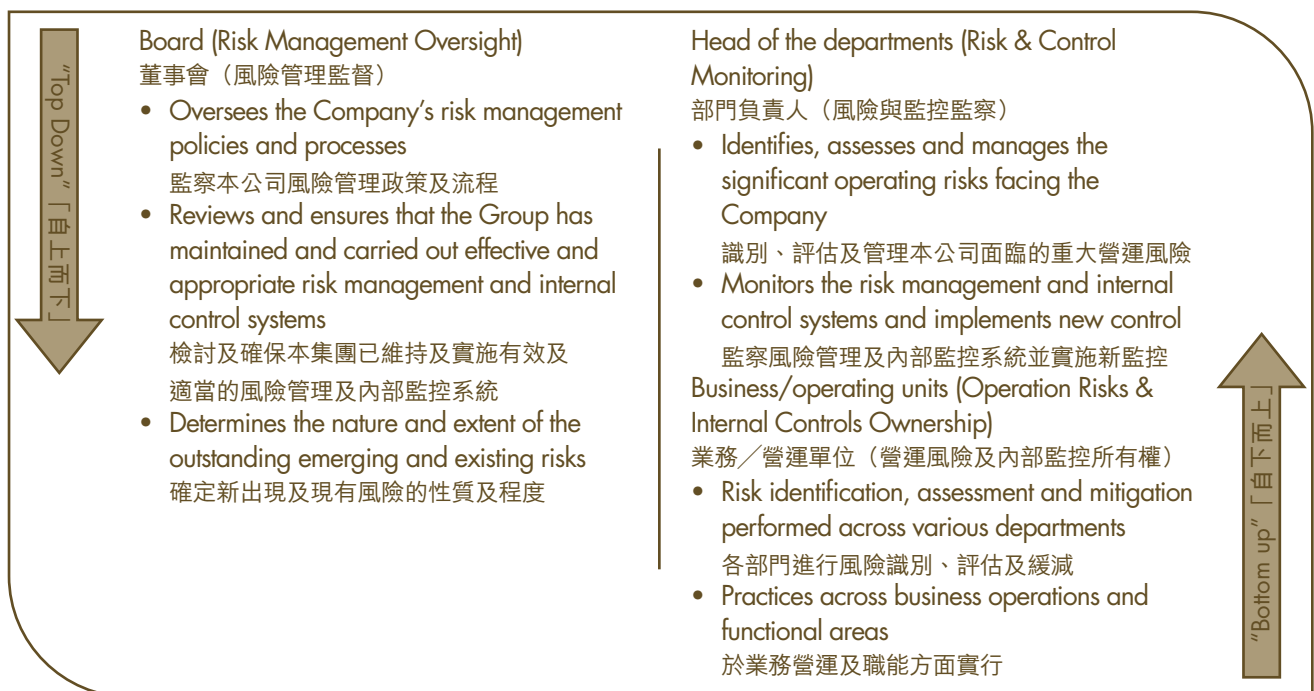 "Top Down"「自上而下」
Board (Risk Management Oversight)
董事會（風險管理監督）
• Oversees the Company's risk management
policies and processes
監察本公司風險管理政策及流程
• Reviews and ensures that the Group has
maintained and carried out effective and
appropriate risk management and internal
control systems
檢討及確保本集團已維持及實施有效及
適當的風險管理及內部監控系統
• Determines the nature and extent of the
outstanding emerging and existing risks
確定新出現及現有風險的性質及程度
Head of the departments (Risk & Control
Monitoring)
部門負責人（風險與監控監察）
• Identifies, assesses and manages the
significant operating risks facing the
Company
識別、評估及管理本公司面臨的重大營運風險
• Monitors the risk management and internal
control systems and implements new control
監察風險管理及內部監控系統並實施新監控
Business/operating units (Operation Risks &
Internal Controls Ownership)
業務／營運單位（營運風險及內部監控所有權）
• Risk identification, assessment and mitigation
performed across various departments
各部門進行風險識別、評估及緩減
• Practices across business operations and
functional areas
於業務營運及職能方面實行
"Bottom up"「自下而上」